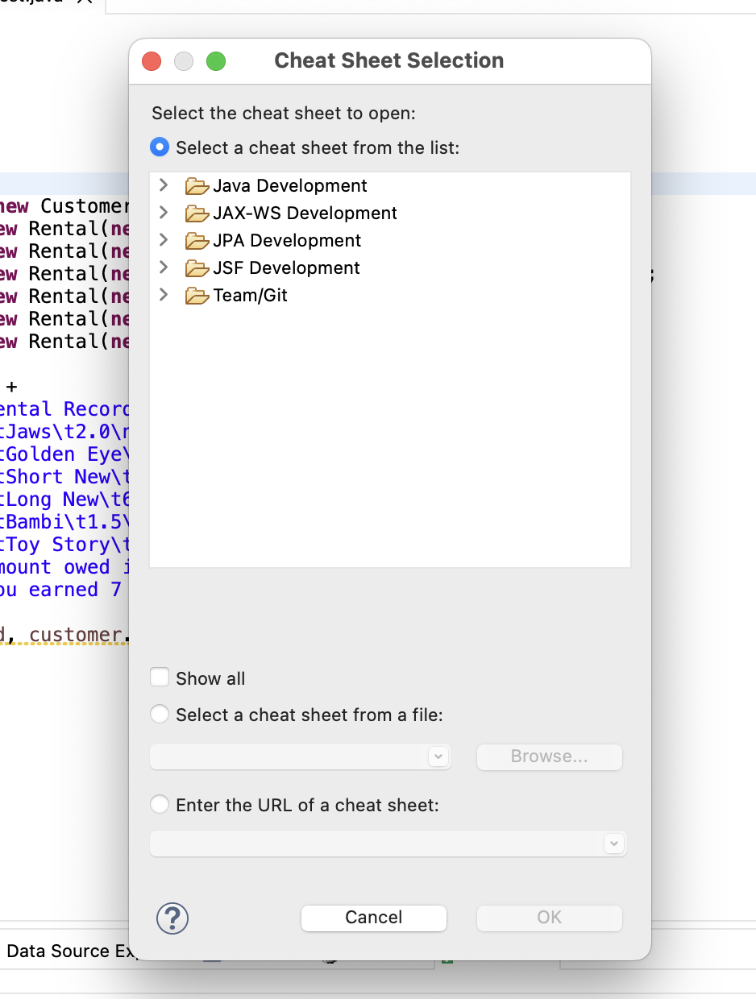 Cheat Sheet Selection
Select the cheat sheet to open:
Select a cheat sheet from the list:
Java Development
JAX-WS Development
JPA Development
JSF Development
Team/Git
new Customer
ew Rental(ne
ew Rental(ne
ew Rental(ne
;
ew Rental(ne
ew Rental(ne
ew Rental(ne
+
ental Record
tJaws\t2.0\n
tGolden Eye\
tShort New\t
tLong New\t6
tBambi\t1.5\
tToy Story\t
mount owed i
ou earned 7
d, customer.
Show all
Select a cheat sheet from a file:
Browse...
Enter the URL of a cheat sheet:
?
Cancel
OK
Data Source Ex